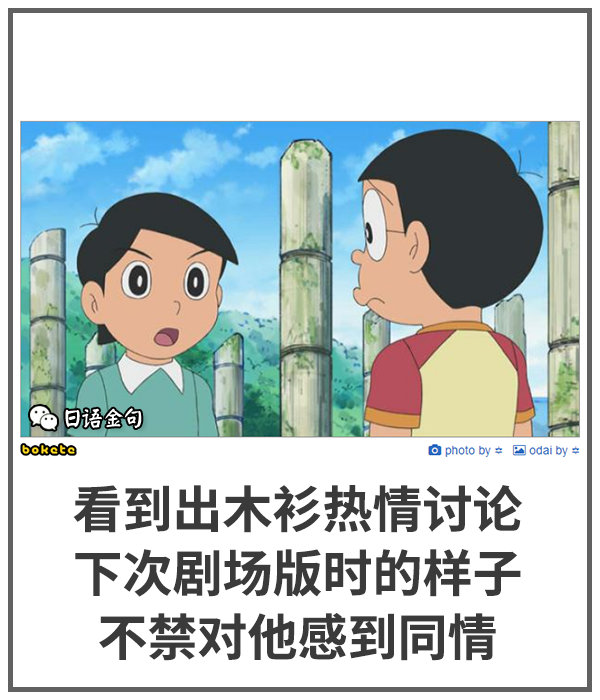 日语金句
bokete
photo by ✡ odai by ✡
看到出木衫热情讨论
下次剧场版时的样子
不禁对他感到同情